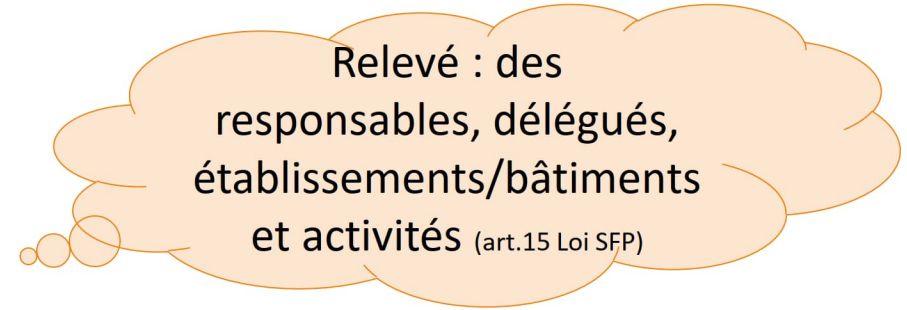 Relevé : des
responsables, délégués,
établissements/bâtiments
et activités (art.15 Loi SFP)